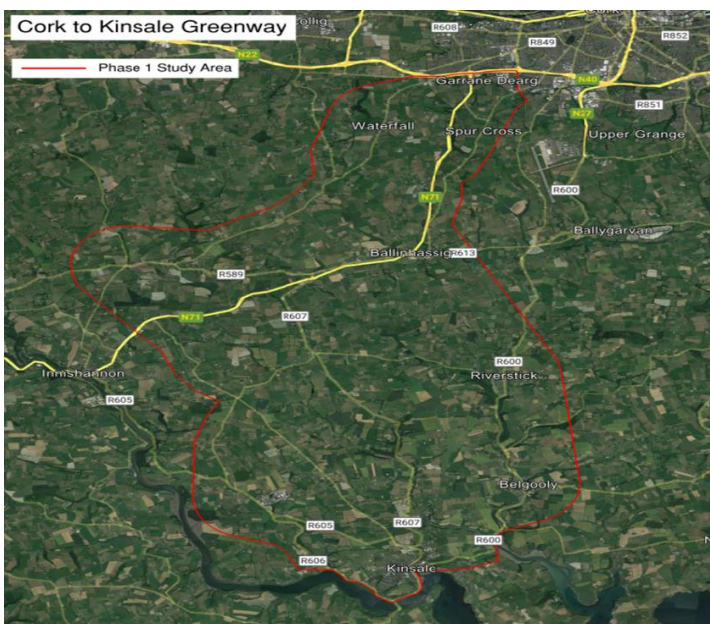 Cork to Kinsale Greenway
Phase 1 Study Area
R608
R849
R852
N22
Garrane Dearg
N40
R851
N27
Waterfall
Spur Cross
Upper Grange
R600
N71
Ballygarvan
Ballinhassig
R613
R589
N71
R607
R600
Innishannon
Riverstick
R605
Belgooly
R605
R607
R600
R606
Kinsale